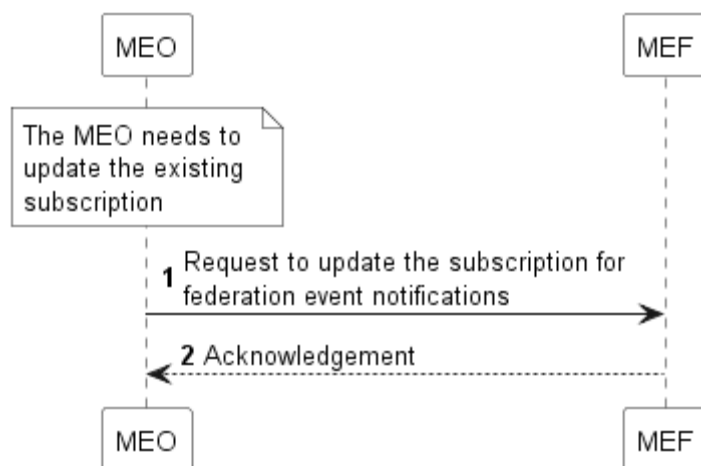 MEO
MEF
The MEO needs to
update the existing
subscription
1 Request to update the subscription for
federation event notifications
2 Acknowledgement
MEO
MEF